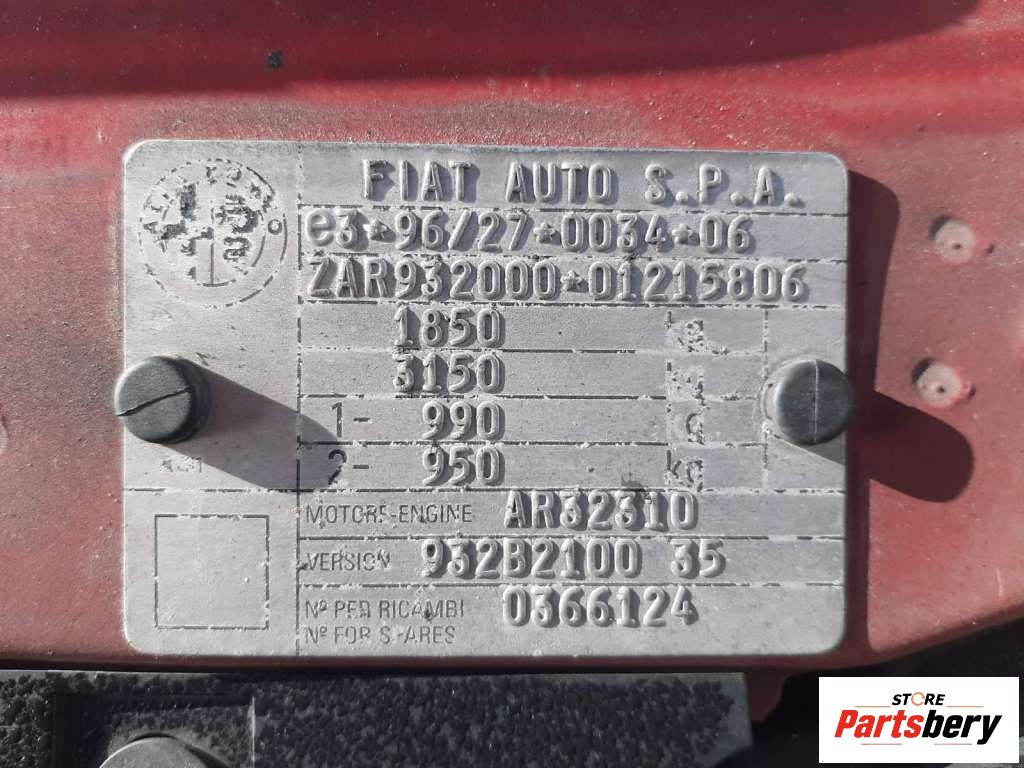 FIAT AUTO S.P.A.
e3*96/27*0034*06
ZAR932000*01215806
1850
3150
1- 990
2- 950 kg
MOTORE-ENGINE AR32310
VERSION 932B2100 35
Nº PER RICAMBI 0366124
Nº FOR SPARES
STORE
Partsbery